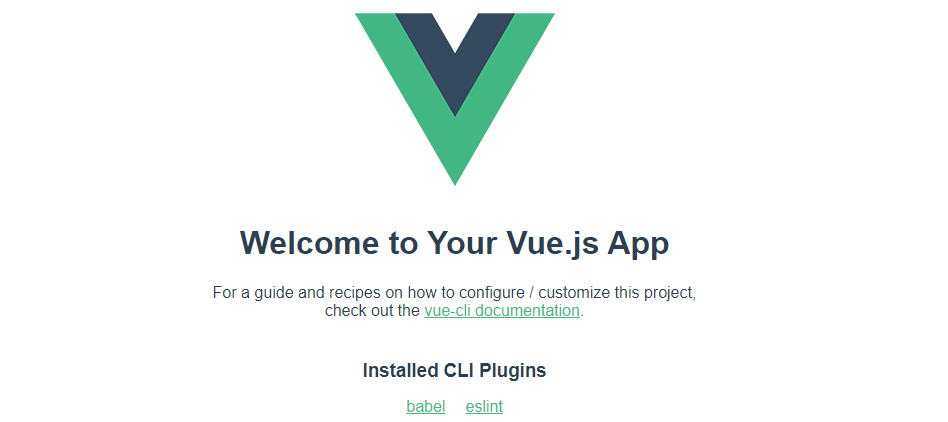 Welcome to Your Vue.js App
For a guide and recipes on how to configure / customize this project,
check out the vue-cli documentation.
Installed CLI Plugins
babel eslint